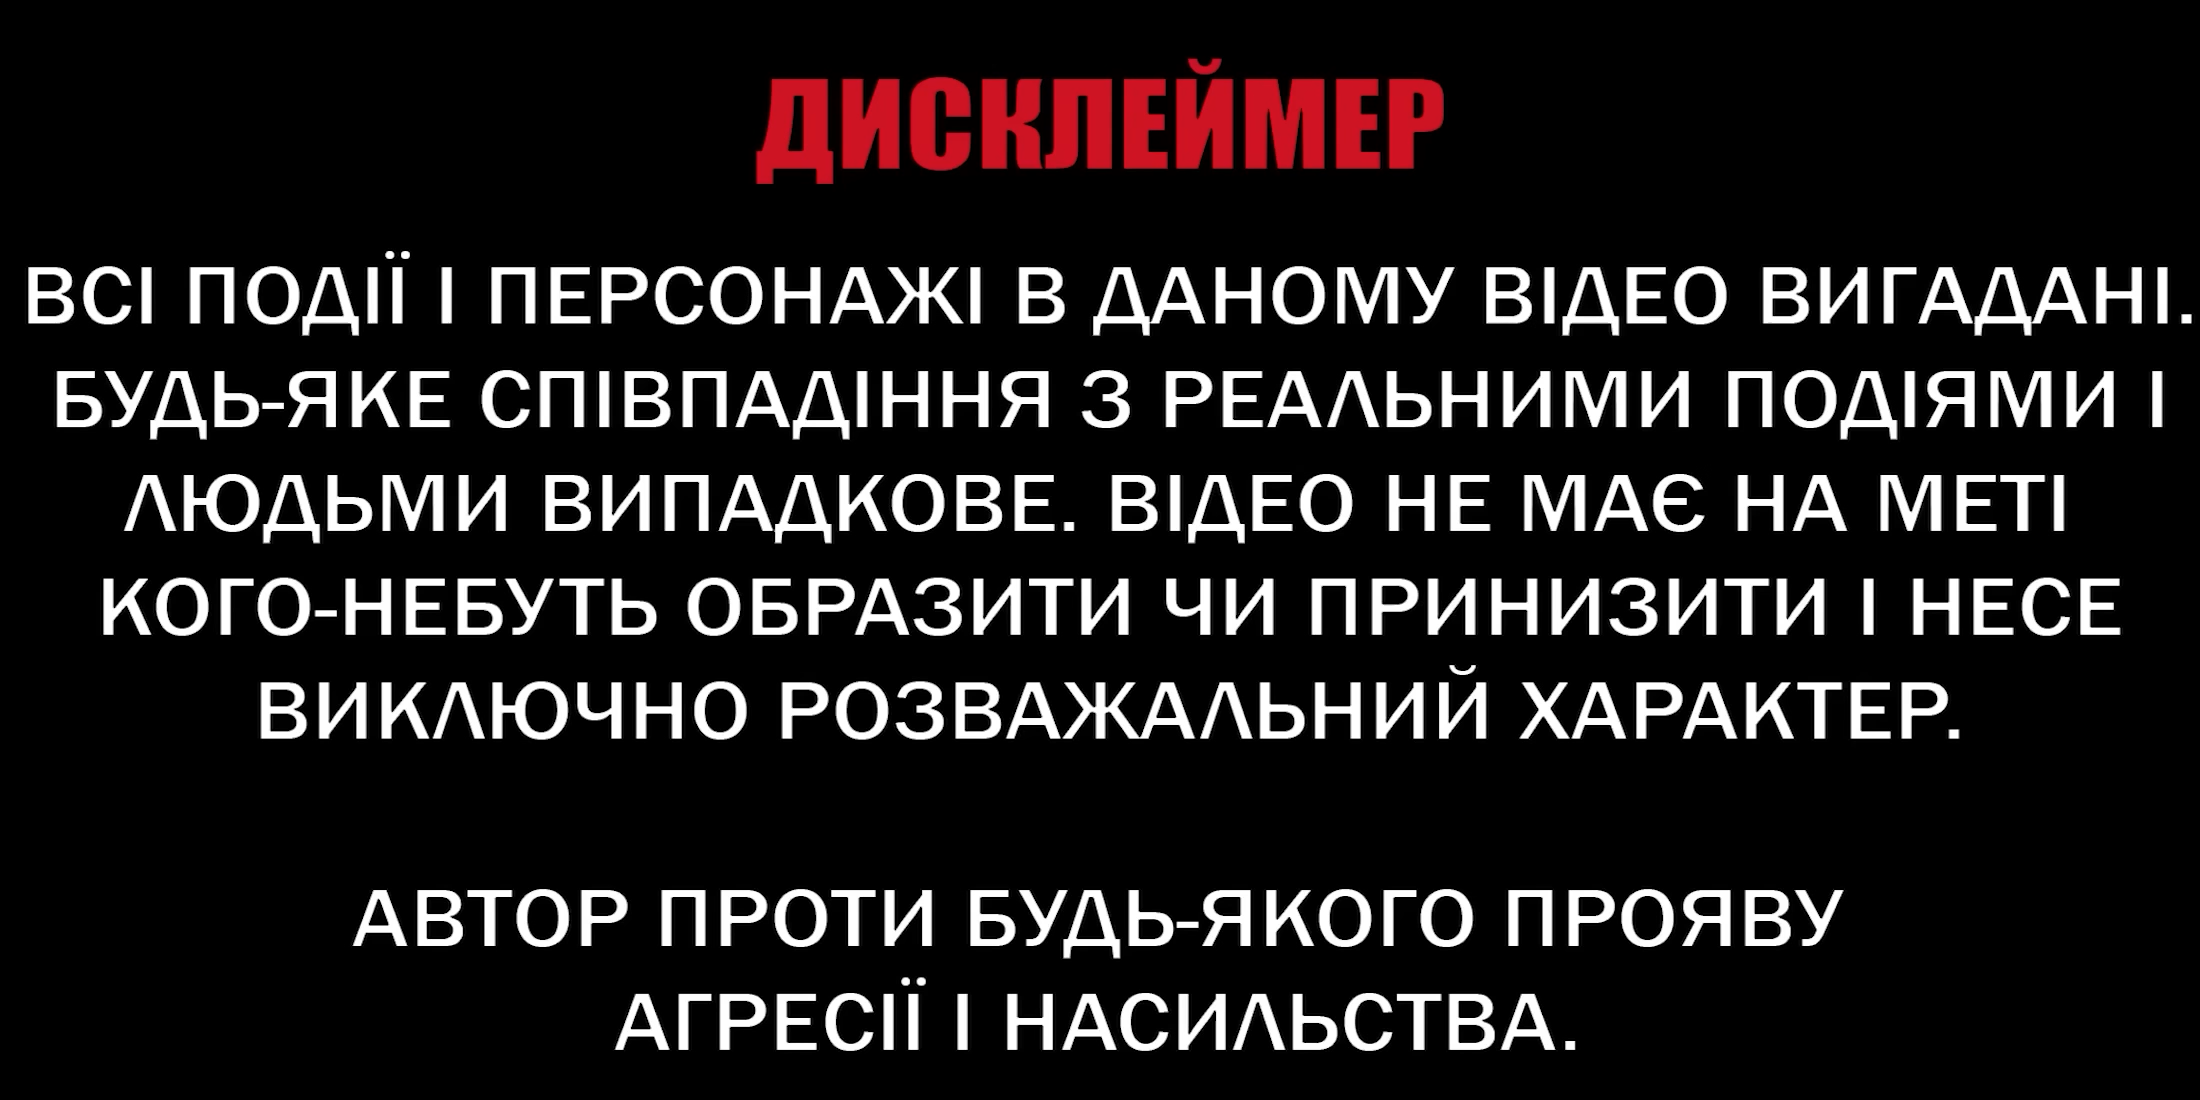 ДИСКЛЕЙМЕР
ВСІ ПОДІЇ І ПЕРСОНАЖІ В ДАНОМУ ВІДЕО ВИГАДАНІ.
БУДЬ-ЯКЕ СПІВПАДІННЯ З РЕАЛЬНИМИ ПОДІЯМИ І
ЛЮДЬМИ ВИПАДКОВЕ. ВІДЕО НЕ МАЄ НА МЕТІ
КОГО-НЕБУТЬ ОБРАЗИТИ ЧИ ПРИНИЗИТИ І НЕСЕ
ВИКЛЮЧНО РОЗВАЖАЛЬНИЙ ХАРАКТЕР.
АВТОР ПРОТИ БУДЬ-ЯКОГО ПРОЯВУ
АГРЕСІЇ І НАСИЛЬСТВА.